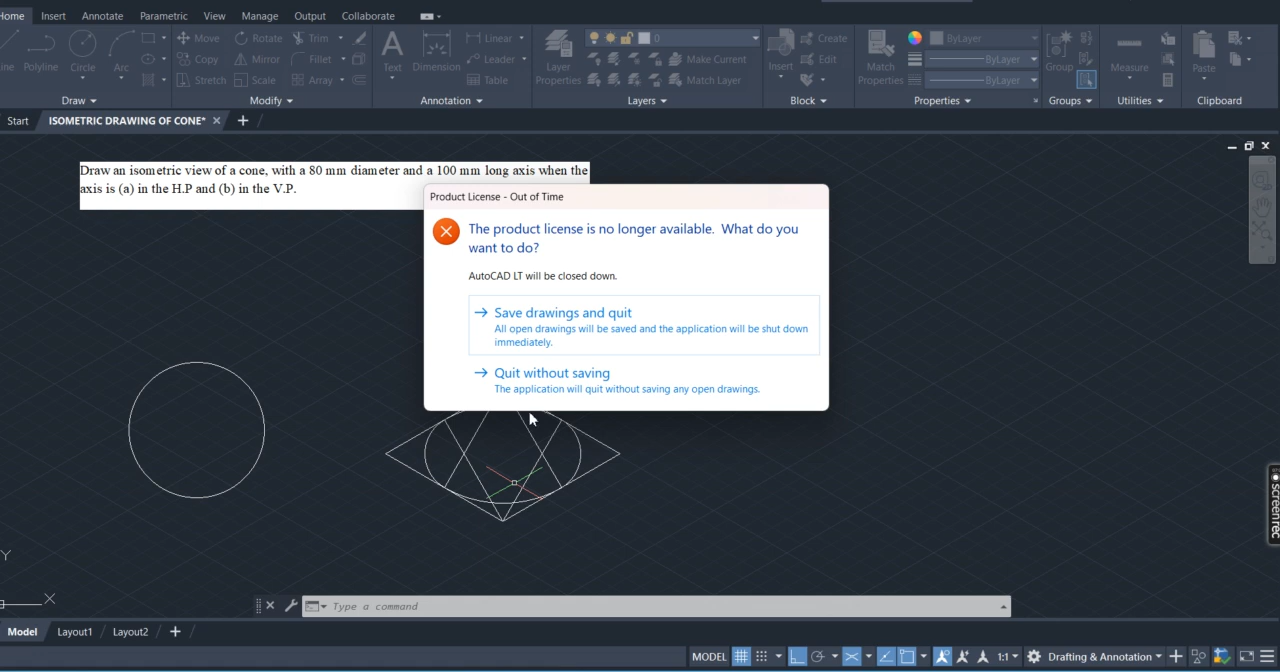 Home Insert Annotate Parametric View Manage Output Collaborate
Move Rotate Trim Linear 0 Create ByLayer
Line Polyline Circle Arc Copy Mirror Fillet Text Dimension Leader Layer Properties Make Current Insert Edit Match Properties ByLayer Group Measure Paste
Stretch Scale Array Table Match Layer ByLayer
Draw Modify Annotation Layers Block Properties Groups Utilities Clipboard
Start ISOMETRIC DRAWING OF CONE*
Draw an isometric view of a cone, with a 80 mm diameter and a 100 mm long axis when the
axis is (a) in the H.P and (b) in the V.P.
Product License - Out of Time
The product license is no longer available. What do you
want to do?
AutoCAD LT will be closed down.
Save drawings and quit
All open drawings will be saved and the application will be shut down
immediately.
Quit without saving
The application will quit without saving any open drawings.
screenrec
Y
X
Type a command
Model Layout1 Layout2
MODEL 1:1 Drafting & Annotation